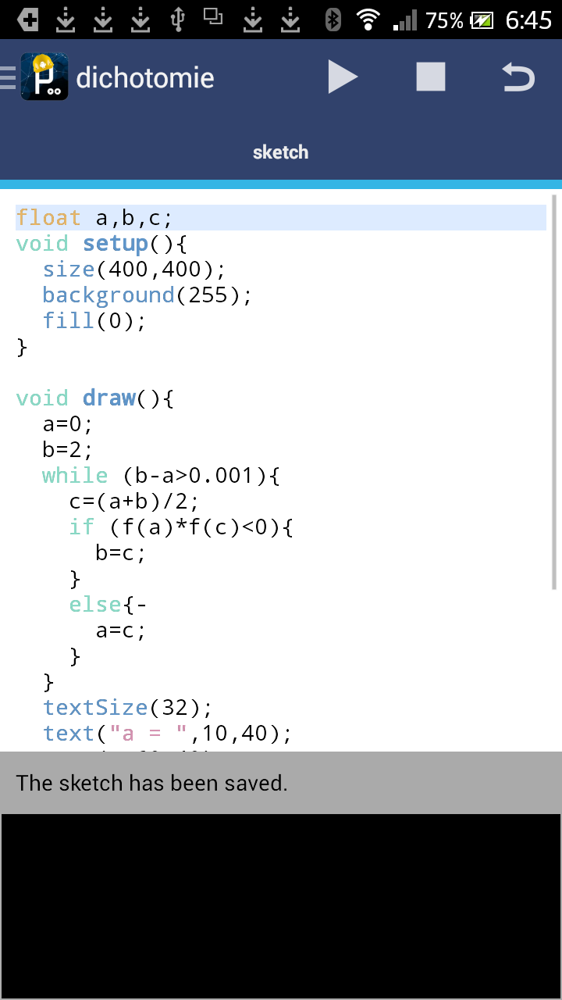 75% 6:45
dichotomie
sketch
float a,b,c;
void setup(){
  size(400,400);
  background(255);
  fill(0);
}
void draw(){
  a=0;
  b=2;
  while (b-a>0.001){
    c=(a+b)/2;
    if (f(a)*f(c)<0){
      b=c;
    }
    else{-
      a=c;
    }
  }
  textSize(32);
  text("a = ",10,40);
The sketch has been saved.